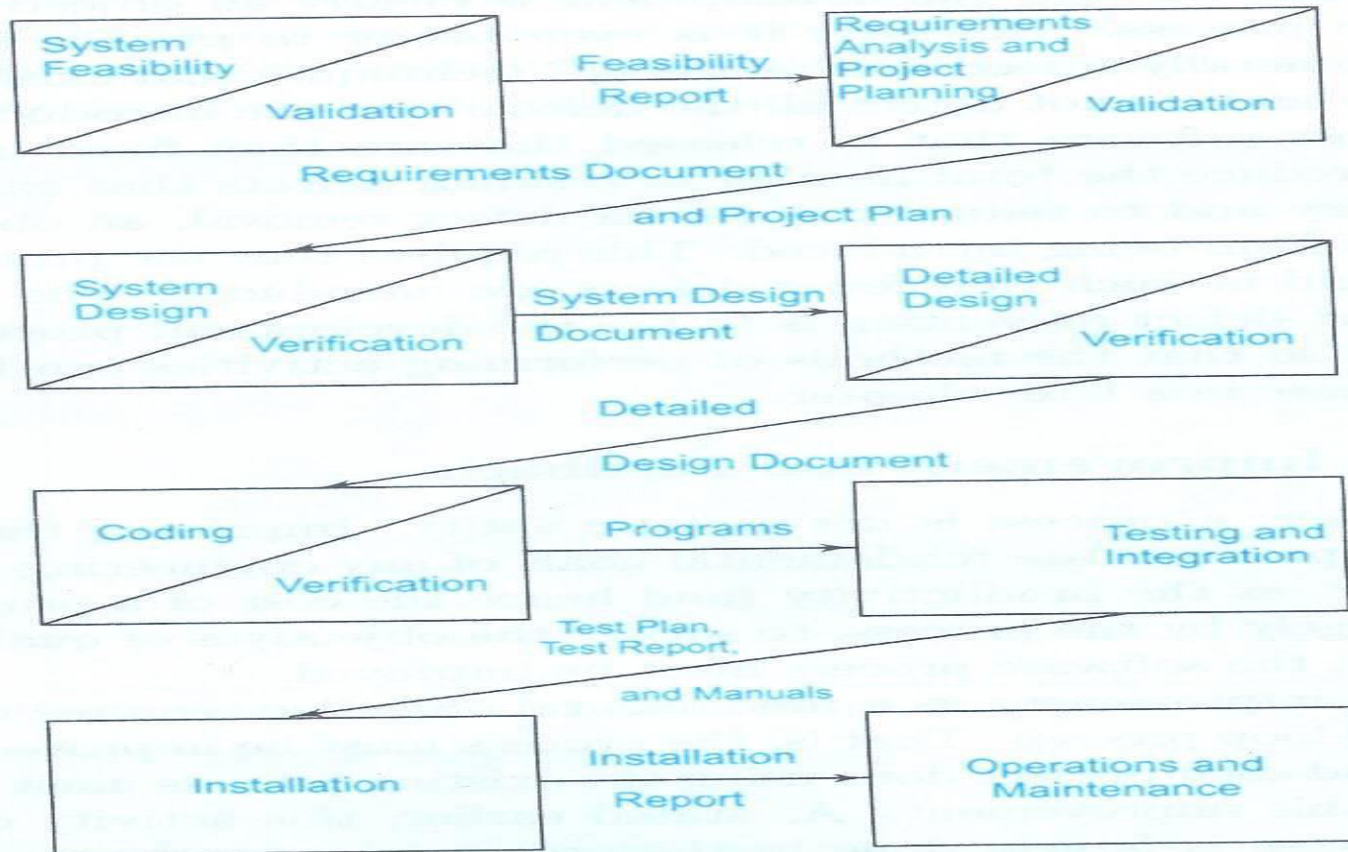 System
Feasibility
Validation
Feasibility
Report
Requirements
Analysis and
Project
Planning
Validation
Requirements Document
and Project Plan
System
Design
Verification
System Design
Document
Detailed
Design
Verification
Detailed
Design Document
Coding
Verification
Programs
Testing and
Integration
Test Plan,
Test Report,
and Manuals
Installation
Installation
Report
Operations and
Maintenance